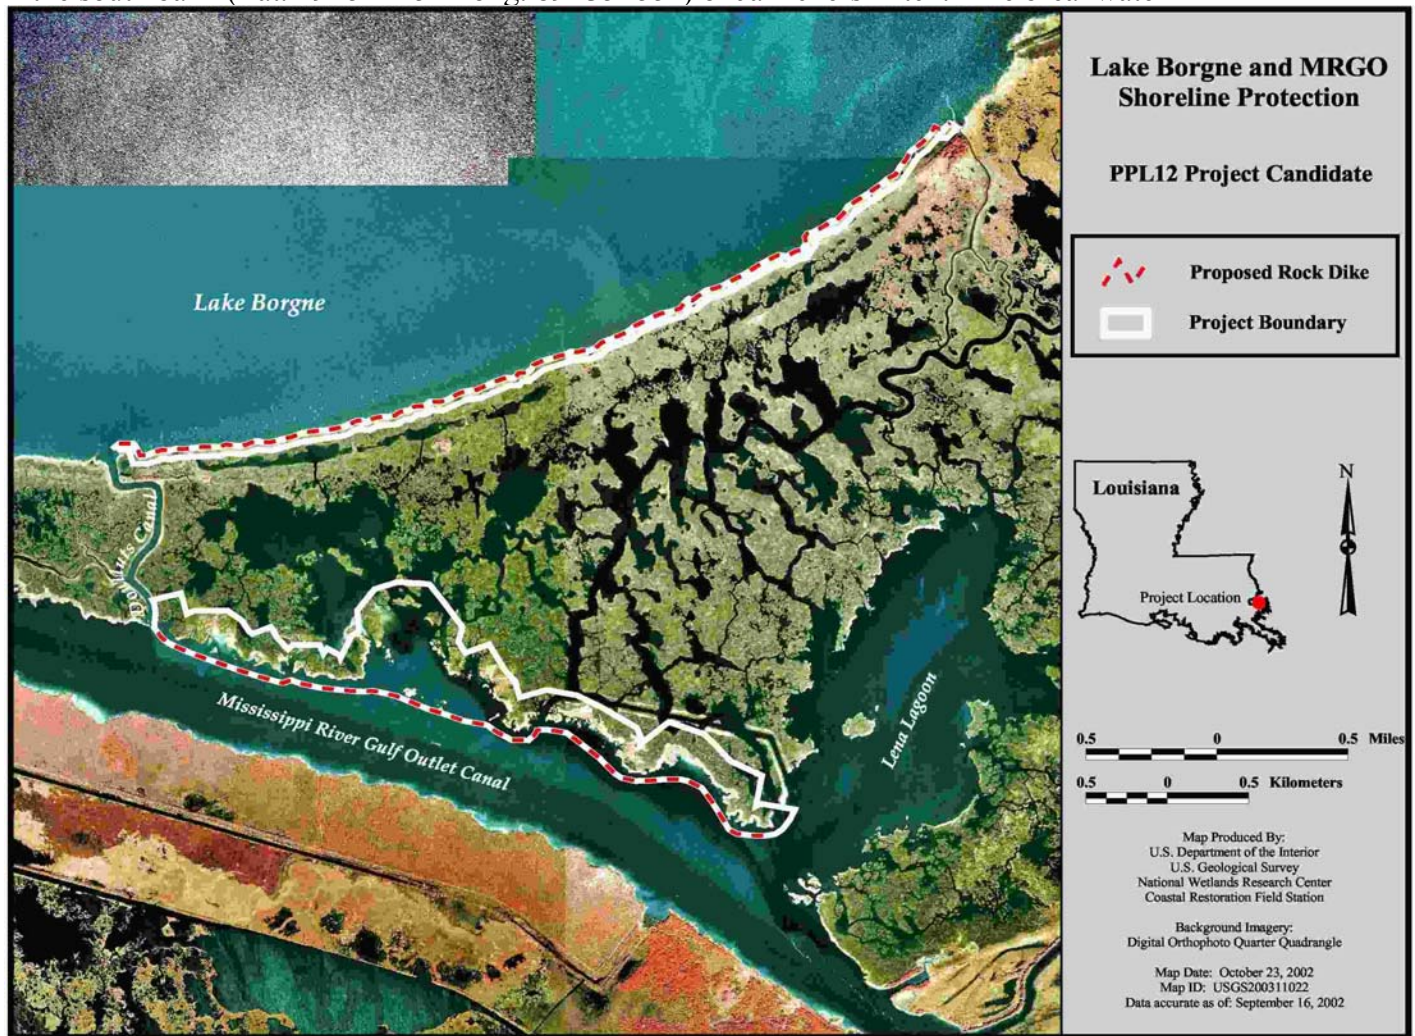 Lake Borgne and MRGO
Shoreline Protection
PPL12 Project Candidate
Proposed Rock Dike
Project Boundary
Lake Borgne
Canal
Mississippi River Gulf Outlet Canal
Lena Lagoon
Louisiana
N
Project Location
0.5 0 0.5 Miles
0.5 0 0.5 Kilometers
Map Produced By:
U.S. Department of the Interior
U.S. Geological Survey
National Wetlands Research Center
Coastal Restoration Field Station
Background Imagery:
Digital Orthophoto Quarter Quadrangle
Map Date: October 23, 2002
Map ID: USGS200311022
Data accurate as of: September 16, 2002